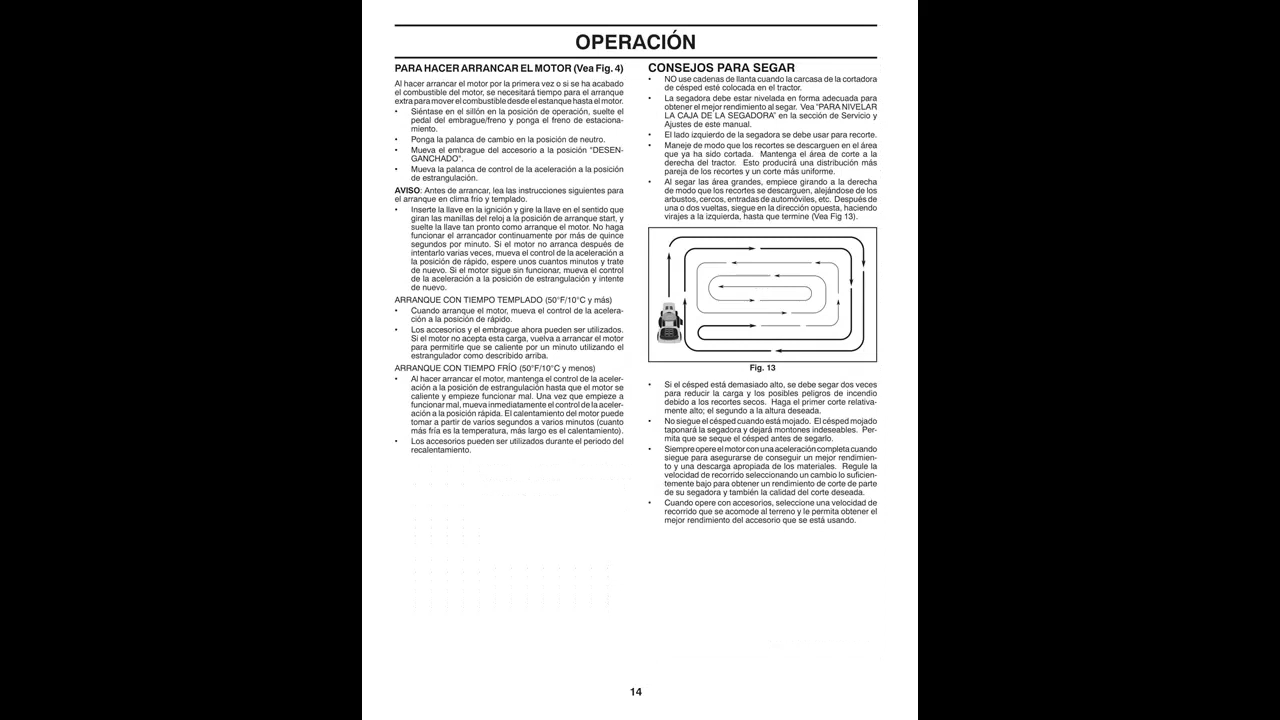 OPERACIÓN
PARA HACER ARRANCAR EL MOTOR (Vea Fig. 4)
Al hacer arrancar el motor por la primera vez o si se ha acabado
el combustible del motor, se necesitará tiempo para el arranque
extra para mover el combustible desde el estanque hasta el motor.
• Siéntase en el sillón en la posición de operación, suelte el
pedal del embrague/freno y ponga el freno de estaciona-
miento.
• Ponga la palanca de cambio en la posición de neutro.
• Mueva el embrague del accesorio a la posición "DESEN-
GANCHADO".
• Mueva la palanca de control de la aceleración a la posición
de estrangulación.
AVISO: Antes de arrancar, lea las instrucciones siguientes para
el arranque en clima frío y templado.
• Inserte la llave en la ignición y gire la llave en el sentido que
giran las manillas del reloj a la posición de arranque start, y
suelte la llave tan pronto como arranque el motor. No haga
funcionar el arrancador continuamente por más de quince
segundos por minuto. Si el motor no arranca después de
intentarlo varias veces, mueva el control de la aceleración a
la posición de rápido, espere unos cuantos minutos y trate
de nuevo. Si el motor sigue sin funcionar, mueva el control
de la aceleración a la posición de estrangulación y intente
de nuevo.
ARRANQUE CON TIEMPO TEMPLADO (50°F/10°C y más)
• Cuando arranque el motor, mueva el control de la acelera-
ción a la posición de rápido.
• Los accesorios y el embrague ahora pueden ser utilizados.
Si el motor no acepta esta carga, vuelva a arrancar el motor
para permitirle que se caliente por un minuto utilizando el
estrangulador como describido arriba.
ARRANQUE CON TIEMPO FRÍO (50°F/10°C y menos)
• Al hacer arrancar el motor, mantenga el control de la aceler-
ación a la posición de estrangulación hasta que el motor se
caliente y empieze funcionar mal. Una vez que empieze a
funcionar mal, mueva inmediatamente el control de la aceler-
ación a la posición rápida. El calentamiento del motor puede
tomar a partir de varios segundos a varios minutos (cuanto
más fría es la temperatura, más largo es el calentamiento).
• Los accesorios pueden ser utilizados durante el periodo del
recalentamiento.
CONSEJOS PARA SEGAR
• NO use cadenas de llanta cuando la carcasa de la cortadora
de césped esté colocada en el tractor.
• La segadora debe estar nivelada en forma adecuada para
obtener el mejor rendimiento al segar. Vea “PARA NIVELAR
LA CAJA DE LA SEGADORA” en la sección de Servicio y
Ajustes de este manual.
• El lado izquierdo de la segadora se debe usar para recorte.
• Maneje de modo que los recortes se descarguen en el área
que ya ha sido cortada. Mantenga el área de corte a la
derecha del tractor. Esto producirá una distribución más
pareja de los recortes y un corte más uniforme.
• Al segar las área grandes, empiece girando a la derecha
de modo que los recortes se descarguen, alejándose de los
arbustos, cercos, entradas de automóviles, etc. Después de
una o dos vueltas, siegue en la dirección opuesta, haciendo
virajes a la izquierda, hasta que termine (Vea Fig 13).
Fig. 13
• Si el césped está demasiado alto, se debe segar dos veces
para reducir la carga y los posibles peligros de incendio
debido a los recortes secos. Haga el primer corte relativa-
mente alto; el segundo a la altura deseada.
• No siegue el césped cuando está mojado. El césped mojado
taponará la segadora y dejará montones indeseables. Per-
mita que se seque el césped antes de segarlo.
• Siempre opere el motor con una aceleración completa cuando
siegue para asegurarse de conseguir un mejor rendimien-
to y una descarga apropiada de los materiales. Regule la
velocidad de recorrido seleccionando un cambio lo suficien-
temente bajo para obtener un rendimiento de corte de parte
de su segadora y también la calidad del corte deseada.
• Cuando opere con accesorios, seleccione una velocidad de
recorrido que se acomode al terreno y le permita obtener el
mejor rendimiento del accesorio que se está usando.
14